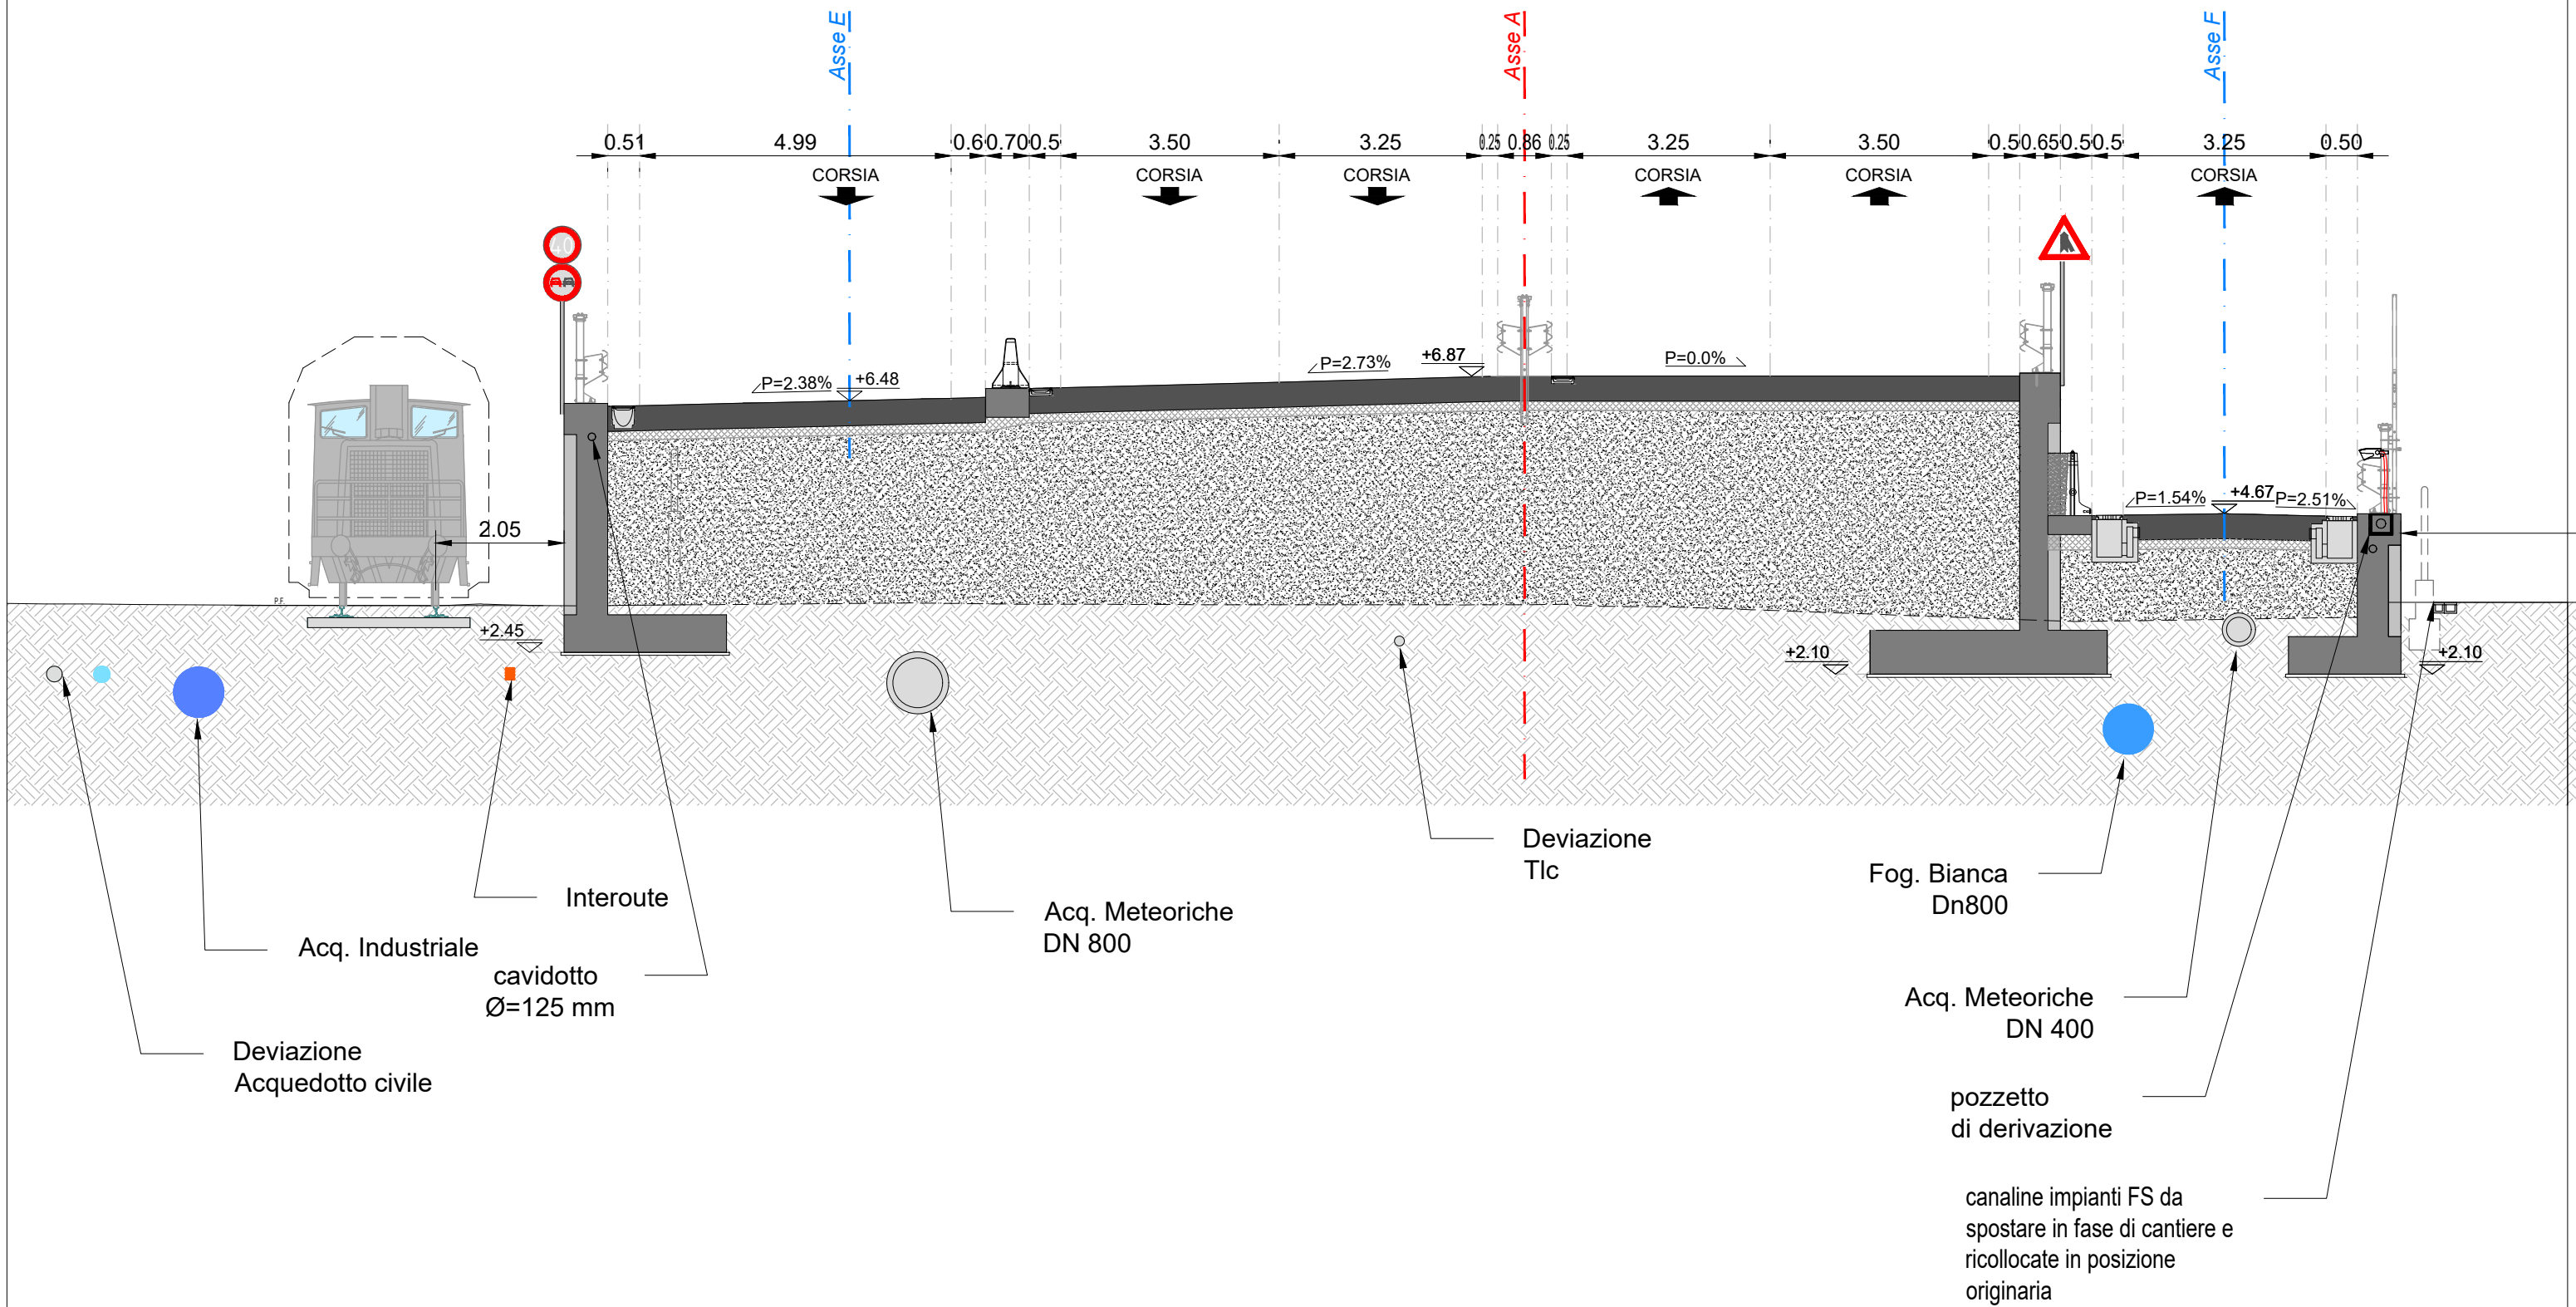 Asse E
Asse A
Asse F
0.51 4.99 0.6 0.70 0.5 3.50 3.25 0.25 0.86 0.25 3.25 3.50 0.5 0.65 0.5 0.5 3.25 0.50
CORSIA CORSIA CORSIA CORSIA CORSIA CORSIA
40
P=2.38% +6.48
P=2.73% +6.87
P=0.0%
P=1.54% +4.67 P=2.51%
2.05
P.F.
+2.45
+2.10
+2.10
Deviazione
Tlc
Fog. Bianca
Dn800
Interoute
Acq. Meteoriche
DN 800
Acq. Industriale
cavidotto
Ø=125 mm
Acq. Meteoriche
DN 400
Deviazione
Acquedotto civile
pozzetto
di derivazione
canaline impianti FS da
spostare in fase di cantiere e
ricollocate in posizione
originaria